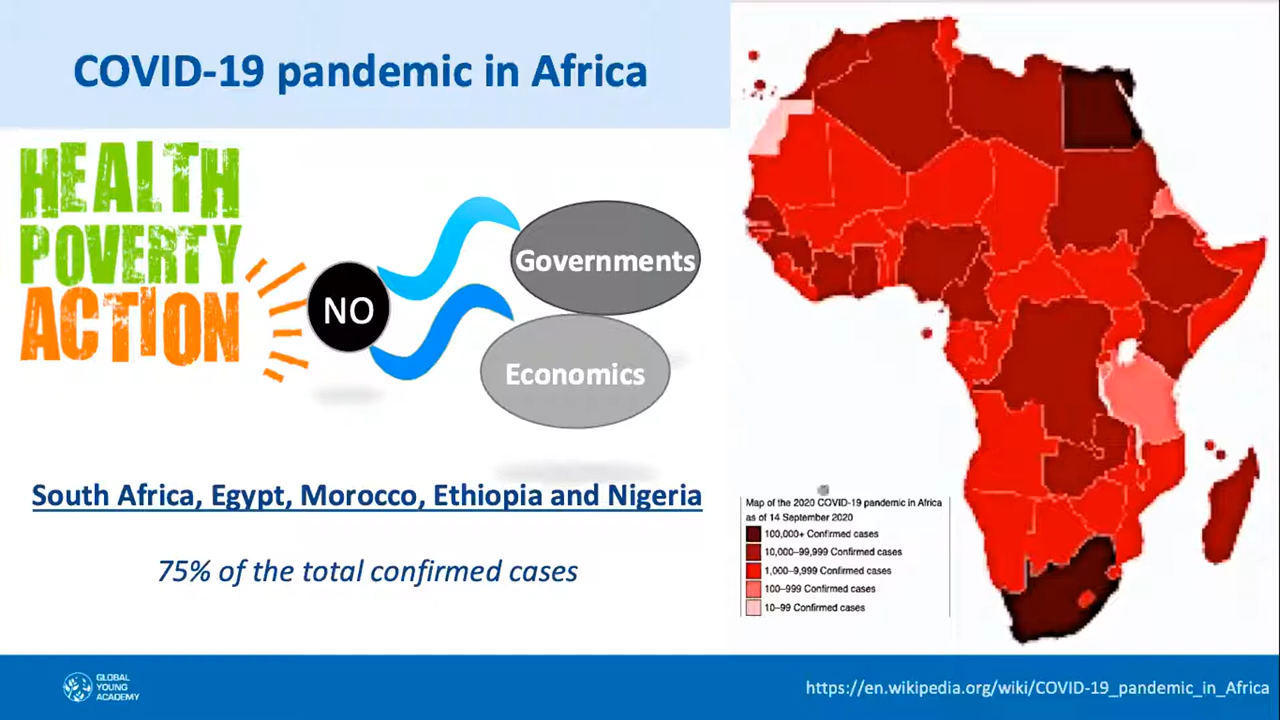 COVID-19 pandemic in Africa
HEALTH
POVERTY
ACTION
NO
Governments
Economics
South Africa, Egypt, Morocco, Ethiopia and Nigeria
75% of the total confirmed cases
Map of the 2020 COVID-19 pandemic in Africa
as of 14 September 2020
100,000+ Confirmed cases
10,000–99,999 Confirmed cases
1,000–9,999 Confirmed cases
100–999 Confirmed cases
10–99 Confirmed cases
GLOBAL
YOUNG
ACADEMY
https://en.wikipedia.org/wiki/COVID-19_pandemic_in_Africa